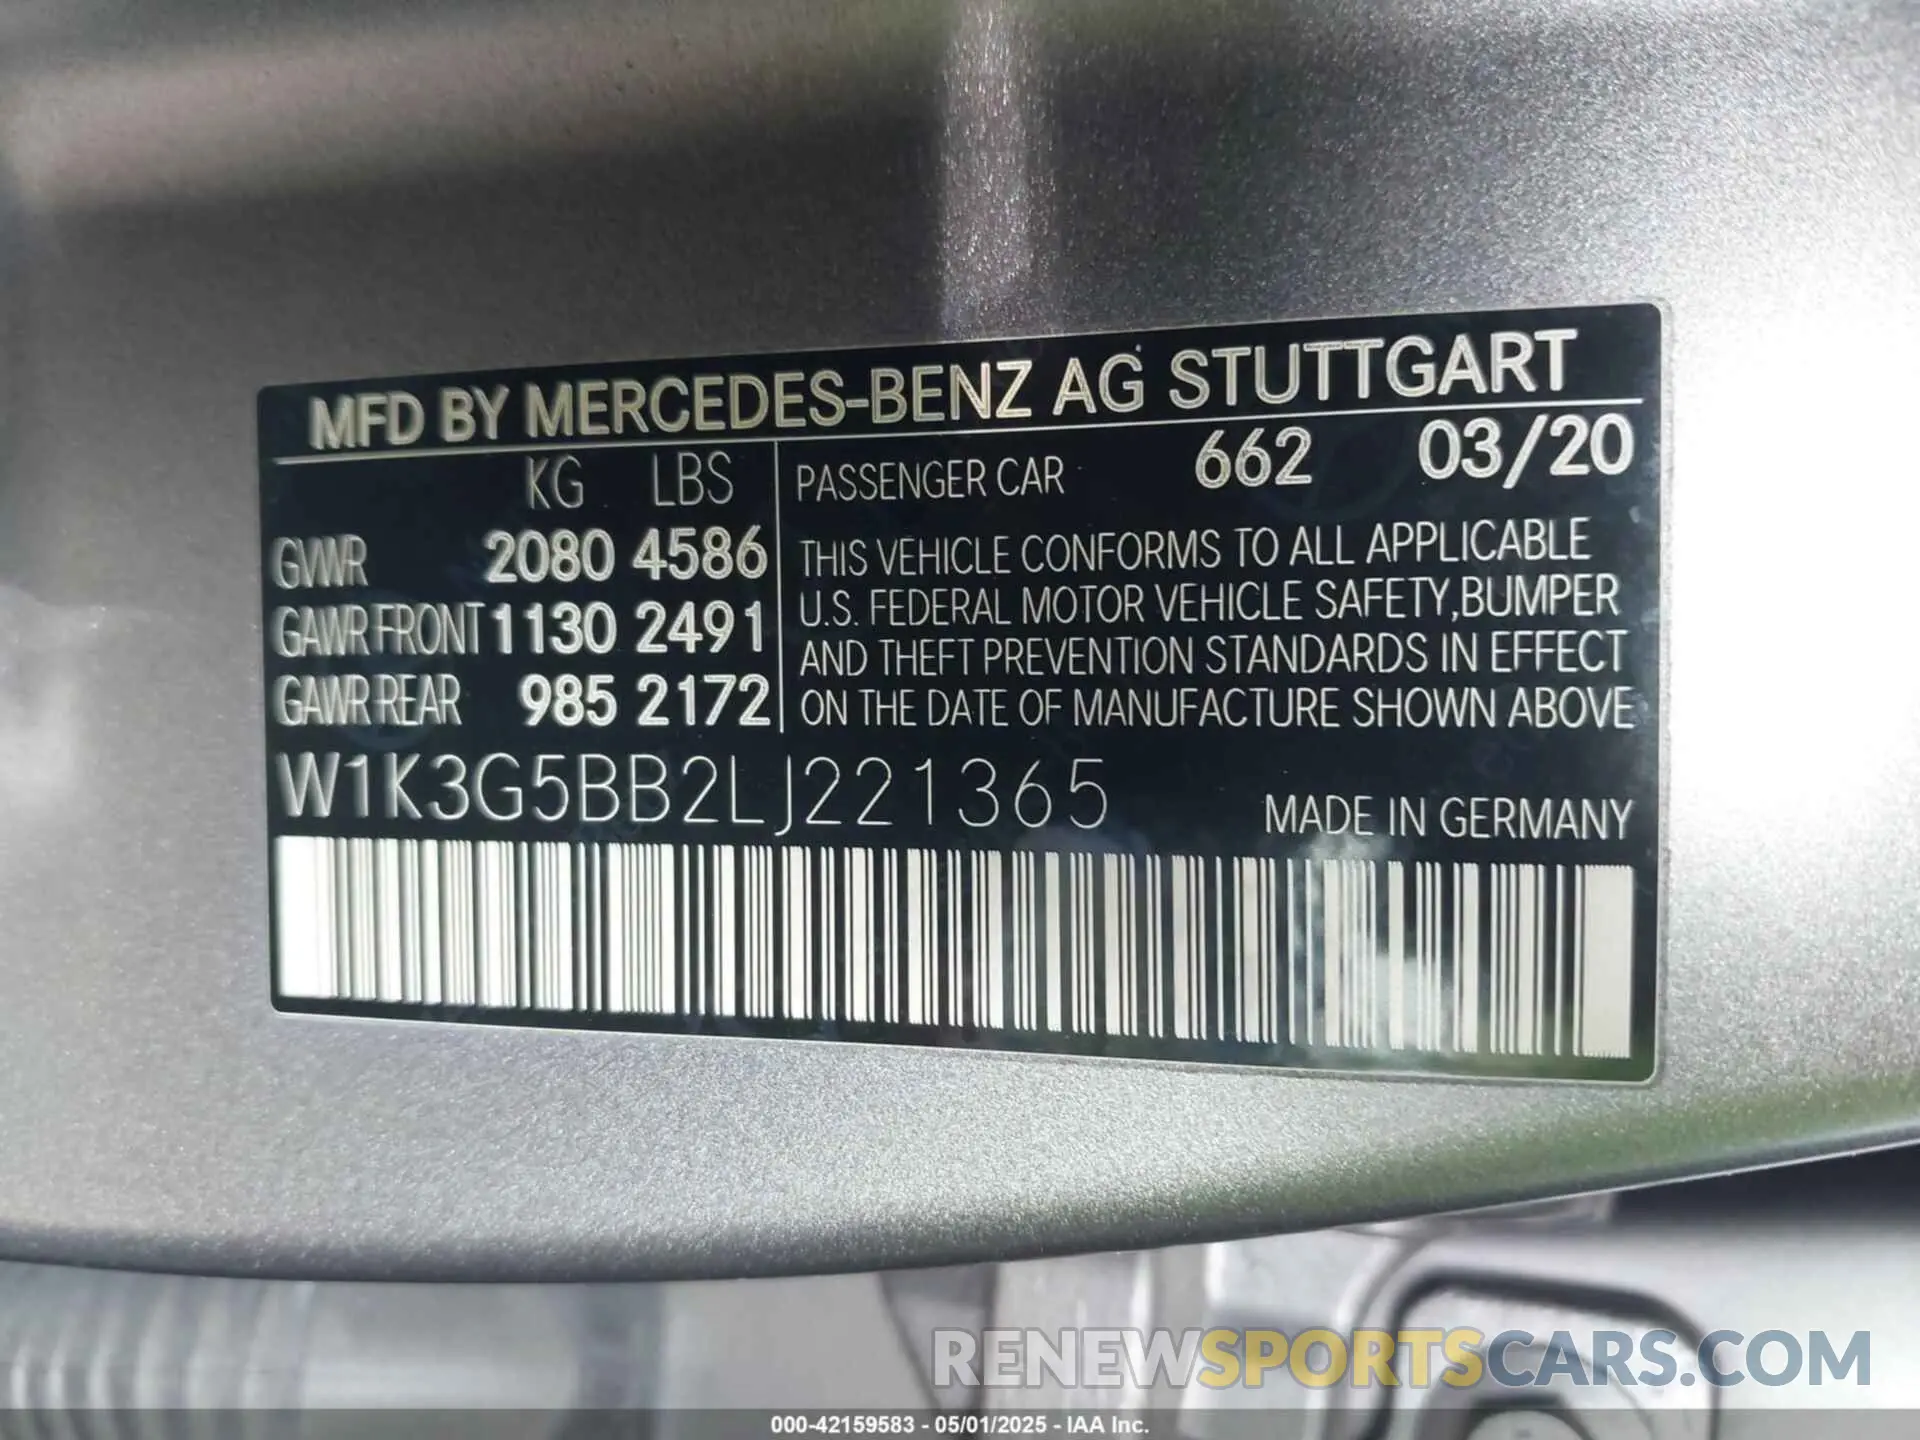 MFD BY MERCEDES-BENZ AG STUTTGART
KG LBS
GVWR 2080 4586
GAWR FRONT 1130 2491
GAWR REAR 985 2172
PASSENGER CAR 662 03/20
THIS VEHICLE CONFORMS TO ALL APPLICABLE
U.S. FEDERAL MOTOR VEHICLE SAFETY,BUMPER
AND THEFT PREVENTION STANDARDS IN EFFECT
ON THE DATE OF MANUFACTURE SHOWN ABOVE
W1K3G5BB2LJ221365
MADE IN GERMANY
RENEWSPORTSCARS.COM
000-42159583 - 05/01/2025 - IAA Inc.